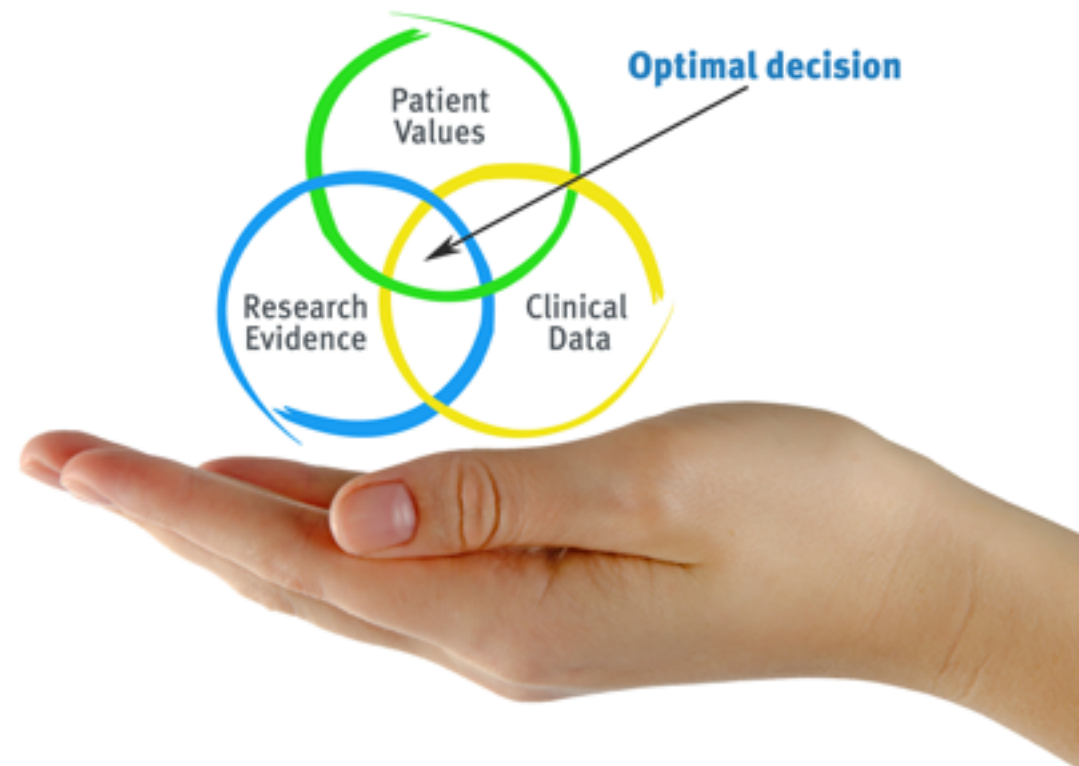 Optimal decision
Patient
Values
Research
Evidence
Clinical
Data